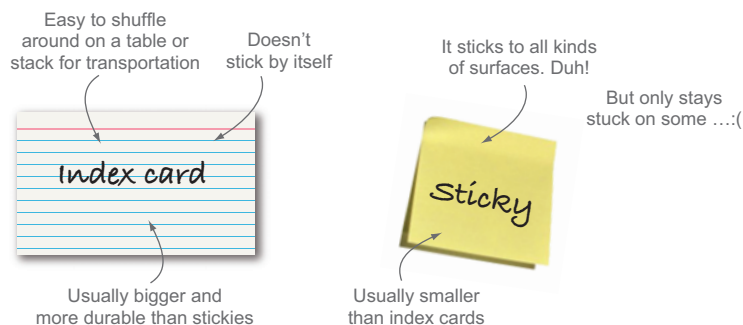 Easy to shuffle
around on a table or
stack for transportation
Doesn’t
stick by itself
Index card
Usually bigger and
more durable than stickies
It sticks to all kinds
of surfaces. Duh!
But only stays
stuck on some …:(
Sticky
Usually smaller
than index cards